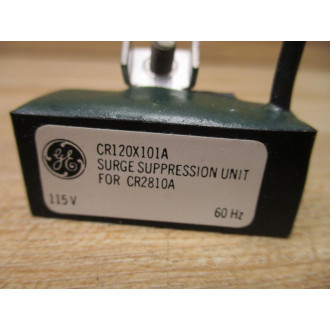 GE
CR120X101A
SURGE SUPPRESSION UNIT
FOR CR2810A
115V
60 Hz